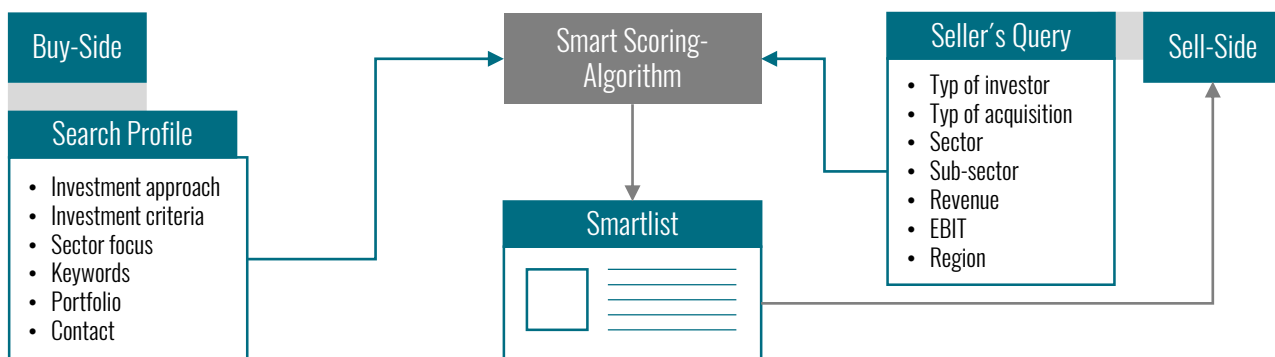 Buy-Side
Search Profile
• Investment approach
• Investment criteria
• Sector focus
• Keywords
• Portfolio
• Contact
Smart Scoring-
Algorithm
Smartlist
Seller´s Query
• Typ of investor
• Typ of acquisition
• Sector
• Sub-sector
• Revenue
• EBIT
• Region
Sell-Side